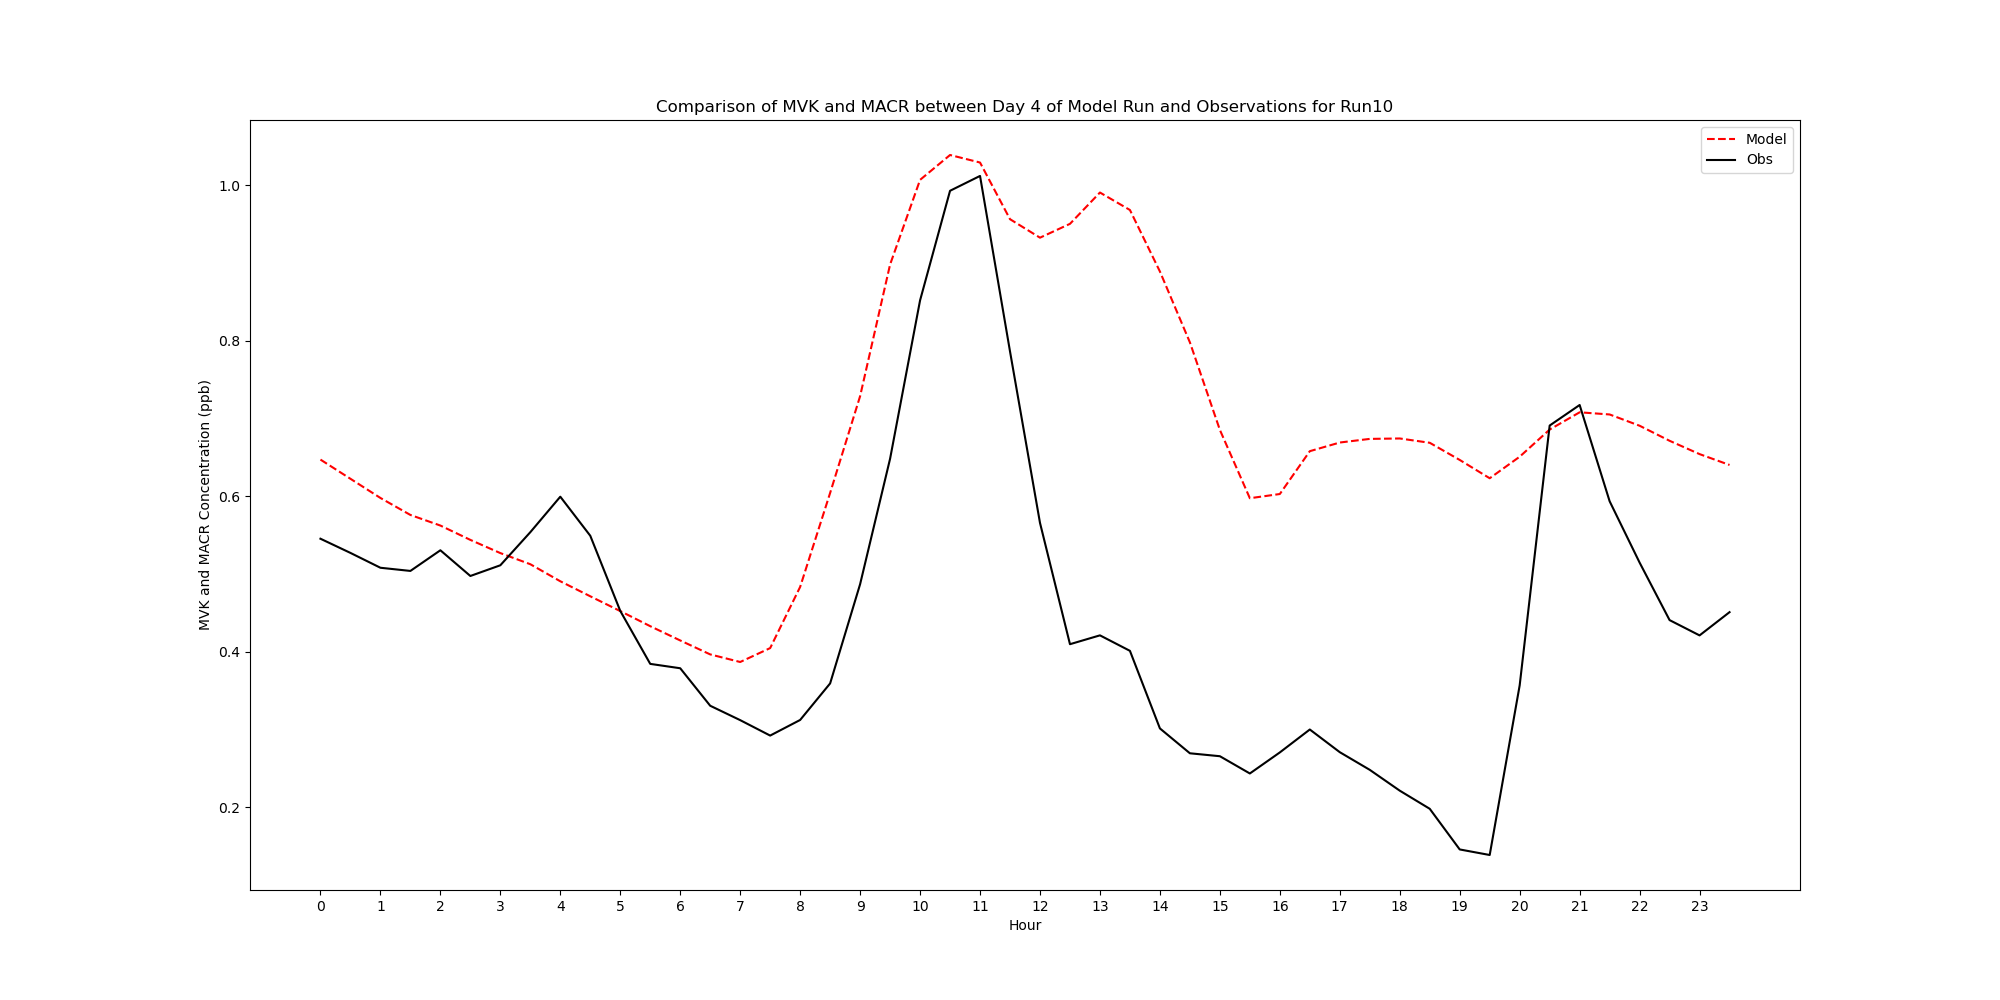 Comparison of MVK and MACR between Day 4 of Model Run and Observations for Run10
Model
Obs
MVK and MACR Concentration (ppb)
1.0
0.8
0.6
0.4
0.2
0 1 2 3 4 5 6 7 8 9 10 11 12 13 14 15 16 17 18 19 20 21 22 23
Hour